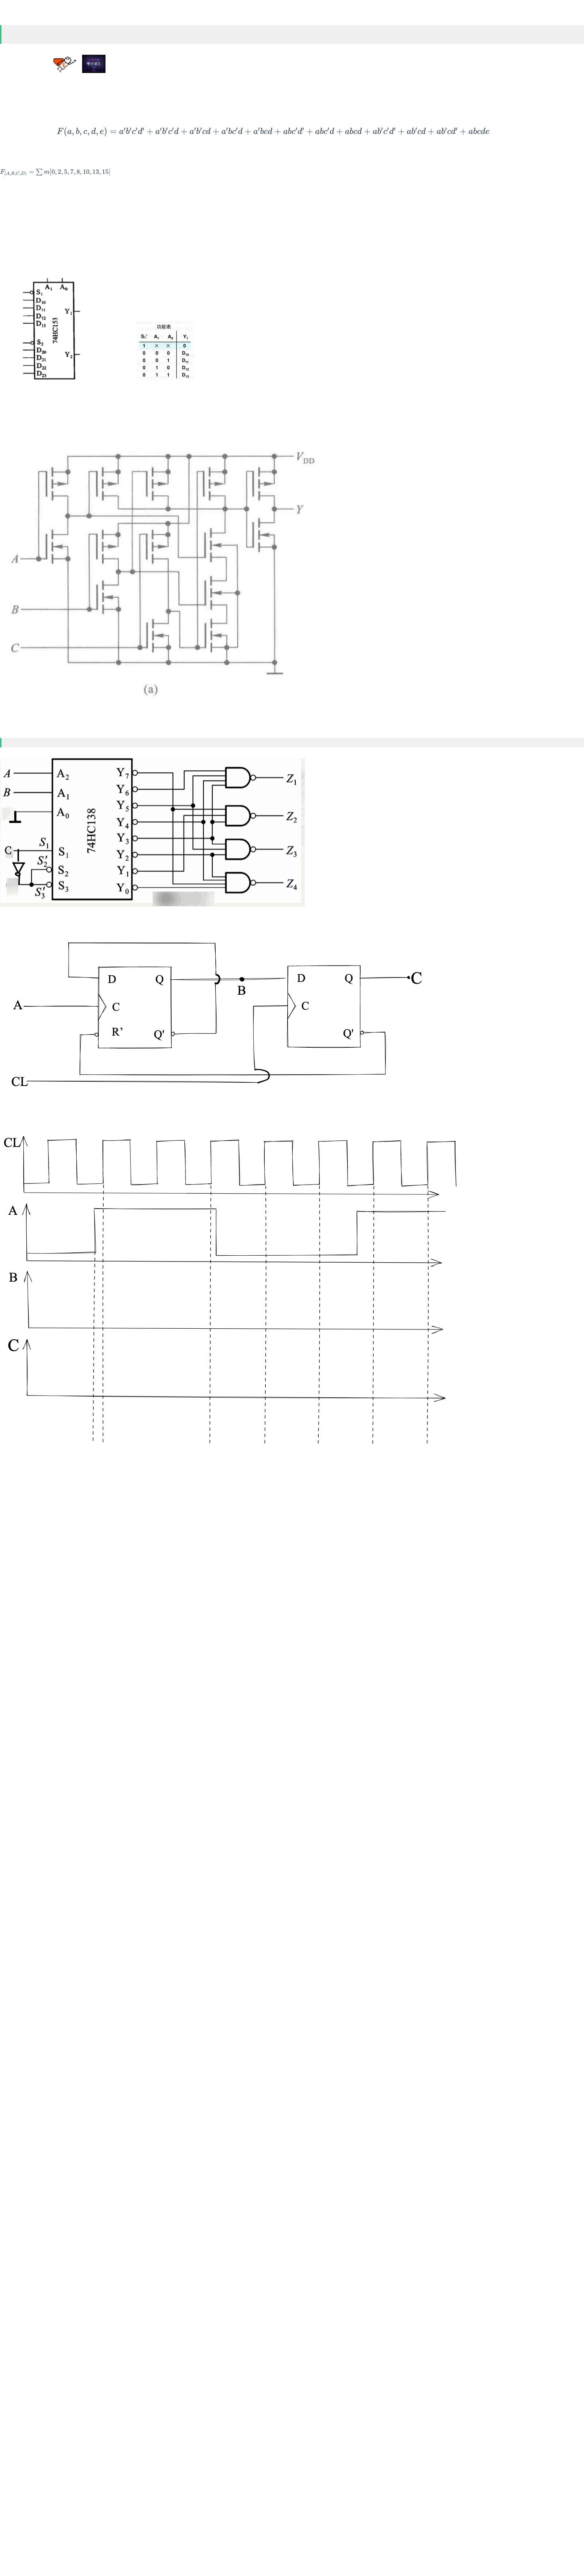 F(a, b, c, d, e) = a'b'c'd' + a'b'c'd + a'b'cd + a'bc'd + a'bcd + abc'd' + abc'd + abcd + ab'c'd' + ab'cd + ab'cd' + abcde
F(A,B,C,D) = ∑ m[0, 2, 5, 7, 8, 10, 13, 15]
A₁ A₀
S₁
D₁₀
D₁₁
D₁₂
D₁₃
Y₁
74HC153
S₂
D₂₀
D₂₁
D₂₂
D₂₃
Y₂
功能表
S₁' A₁ A₀ Y₁
1 × × 0
0 0 0 D₁₀
0 0 1 D₁₁
0 1 0 D₁₂
0 1 1 D₁₃
V_DD
Y
A
B
C
(a)
A A₂ Y₇ Z₁
B A₁ Y₆
A₀ Y₅ Z₂
74HC138
Y₄
Y₃ Z₃
C S₁ S₁ Y₂
S₂' S₂ Y₁
S₃' S₃ Y₀ Z₄
D Q B D Q C
A C C
R' Q' Q'
CL
CL
A
B
C